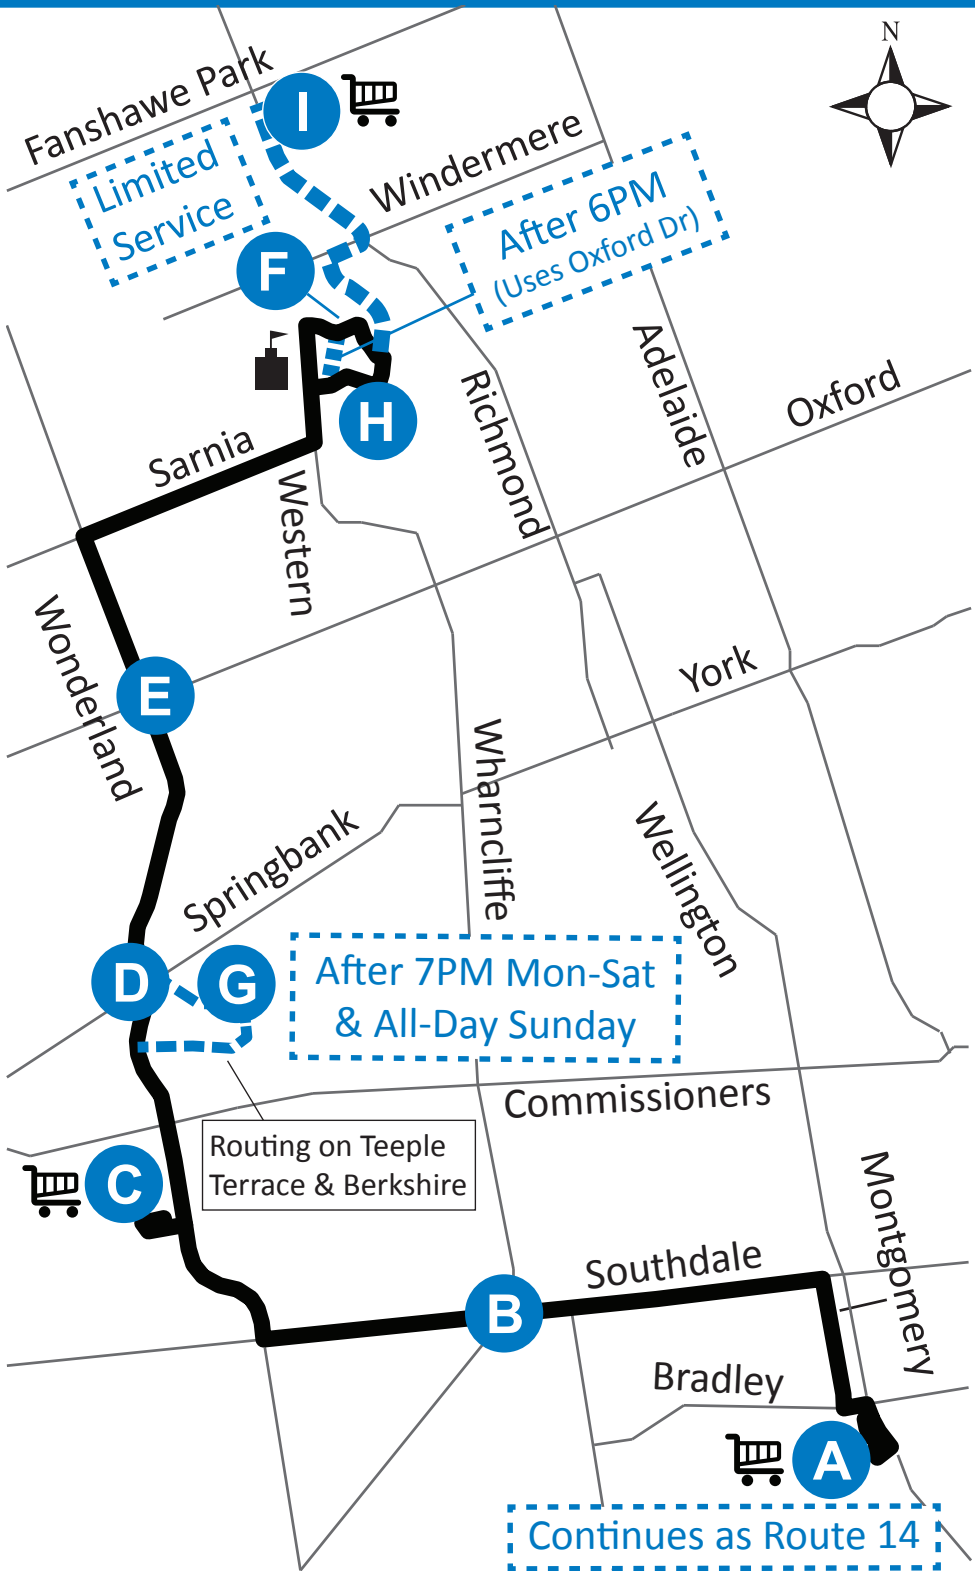 N
Fanshawe Park
I
Limited
Service
Windermere
After 6PM
(Uses Oxford Dr)
F
H
Adelaide
Richmond
Oxford
Sarnia
Western
Wonderland
E
York
Wharncliffe
Wellington
Springbank
D
G
After 7PM Mon-Sat
& All-Day Sunday
Commissioners
Routing on Teeple
Terrace & Berkshire
C
Montgomery
Southdale
B
Bradley
A
Continues as Route 14